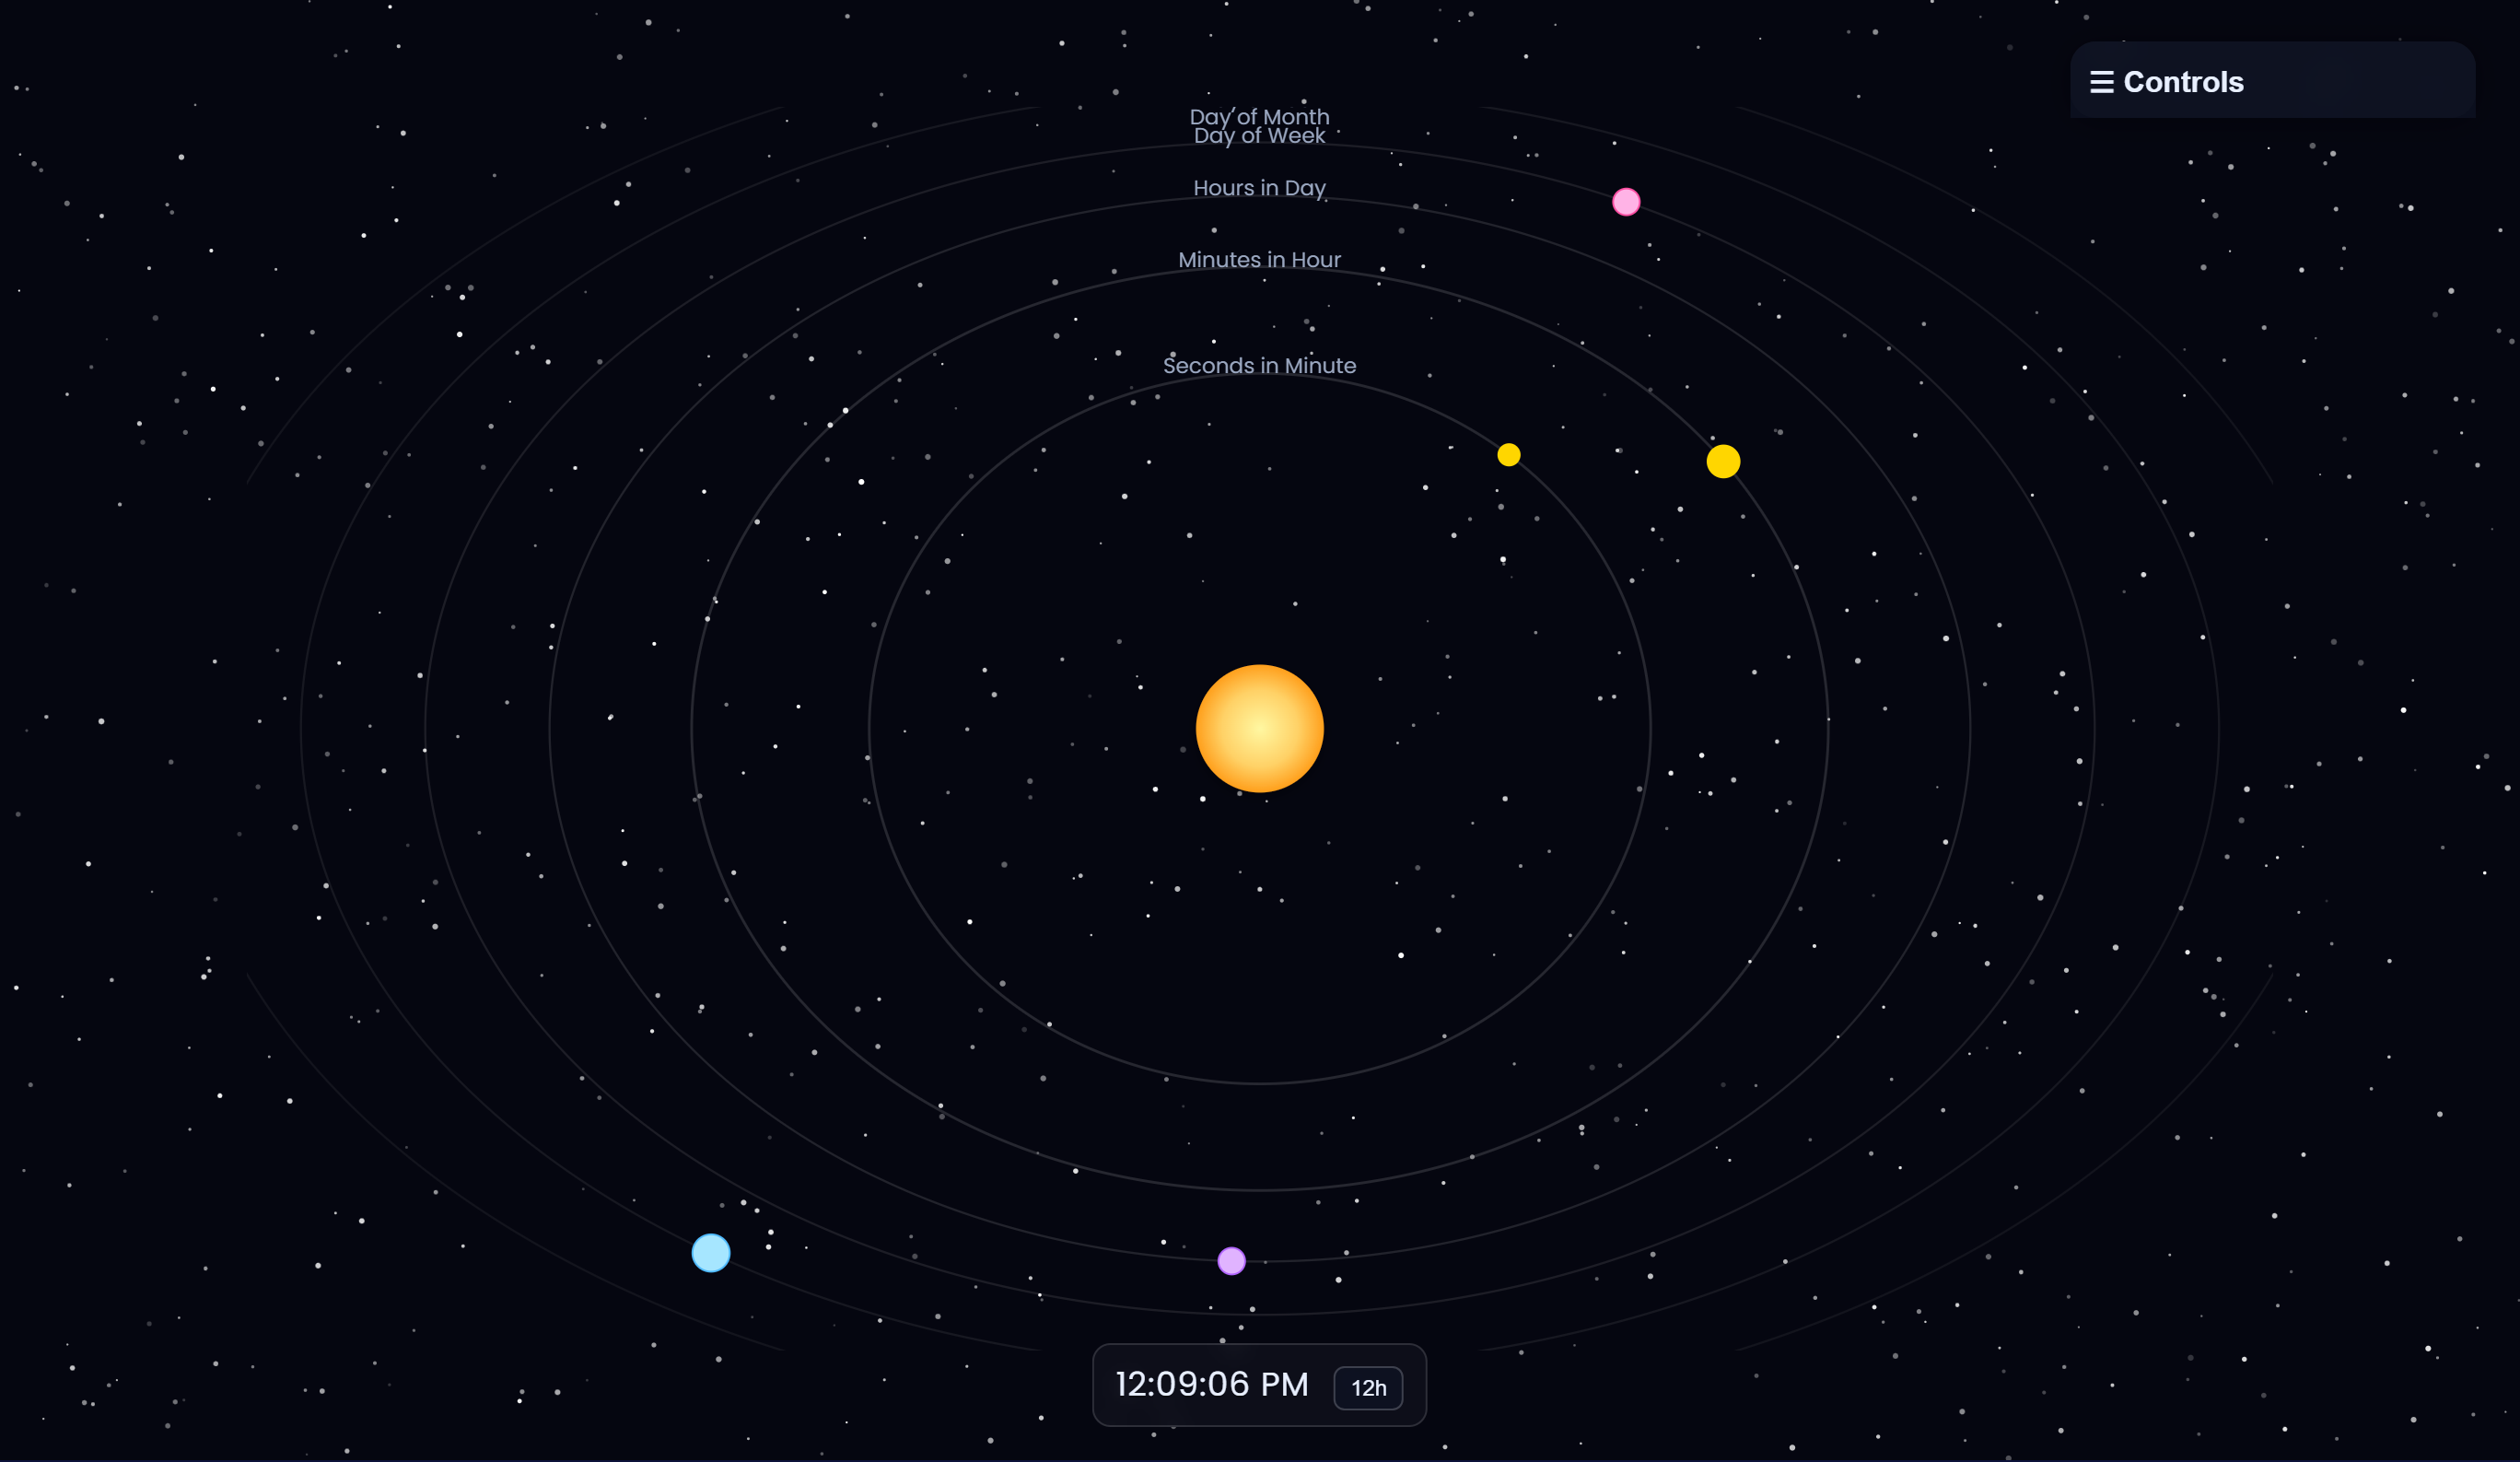 ☰ Controls
Day of Month
Day of Week
Hours in Day
Minutes in Hour
Seconds in Minute
12:09:06 PM 12h